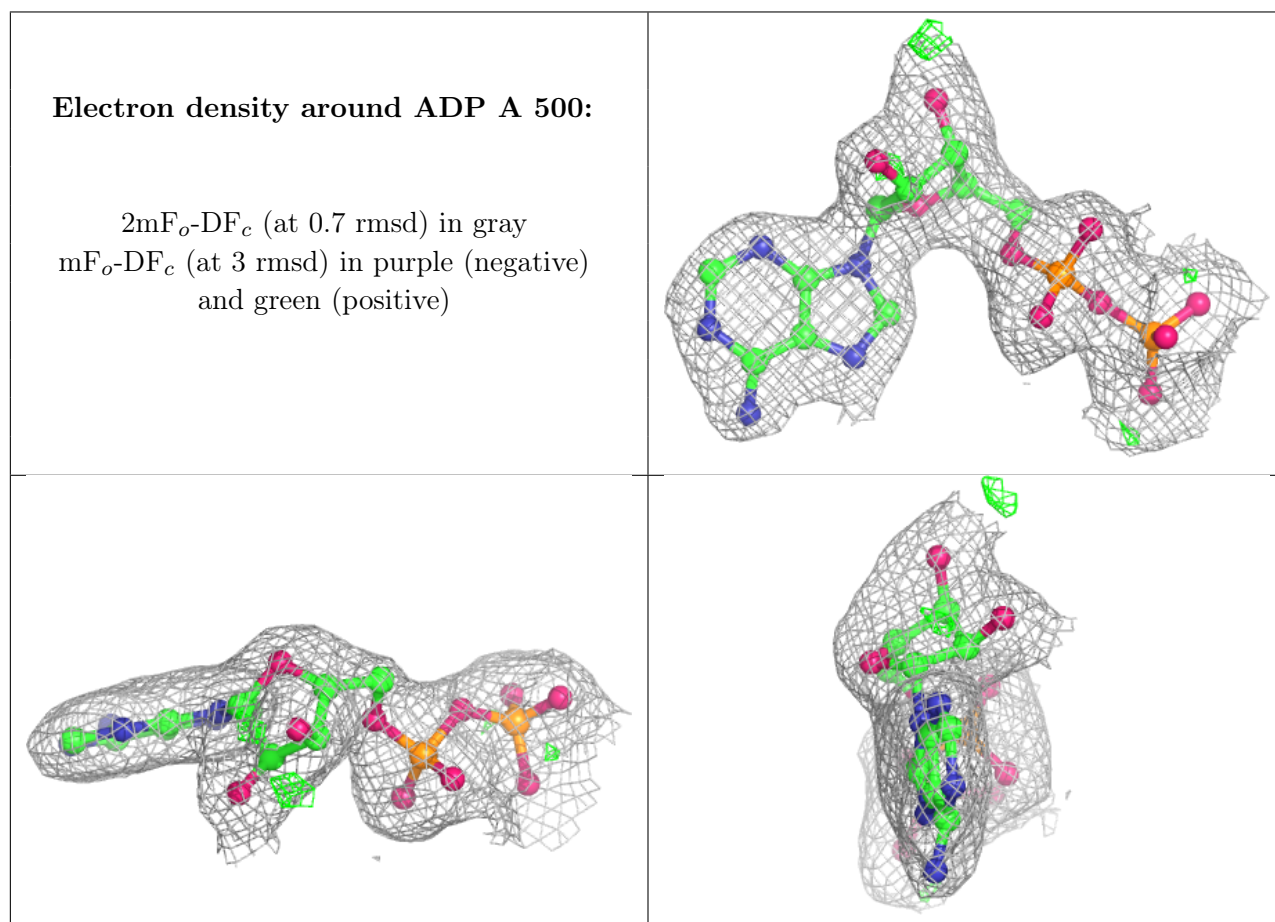 Electron density around ADP A 500:
2mFo-DFc (at 0.7 rmsd) in gray
mFo-DFc (at 3 rmsd) in purple (negative)
and green (positive)